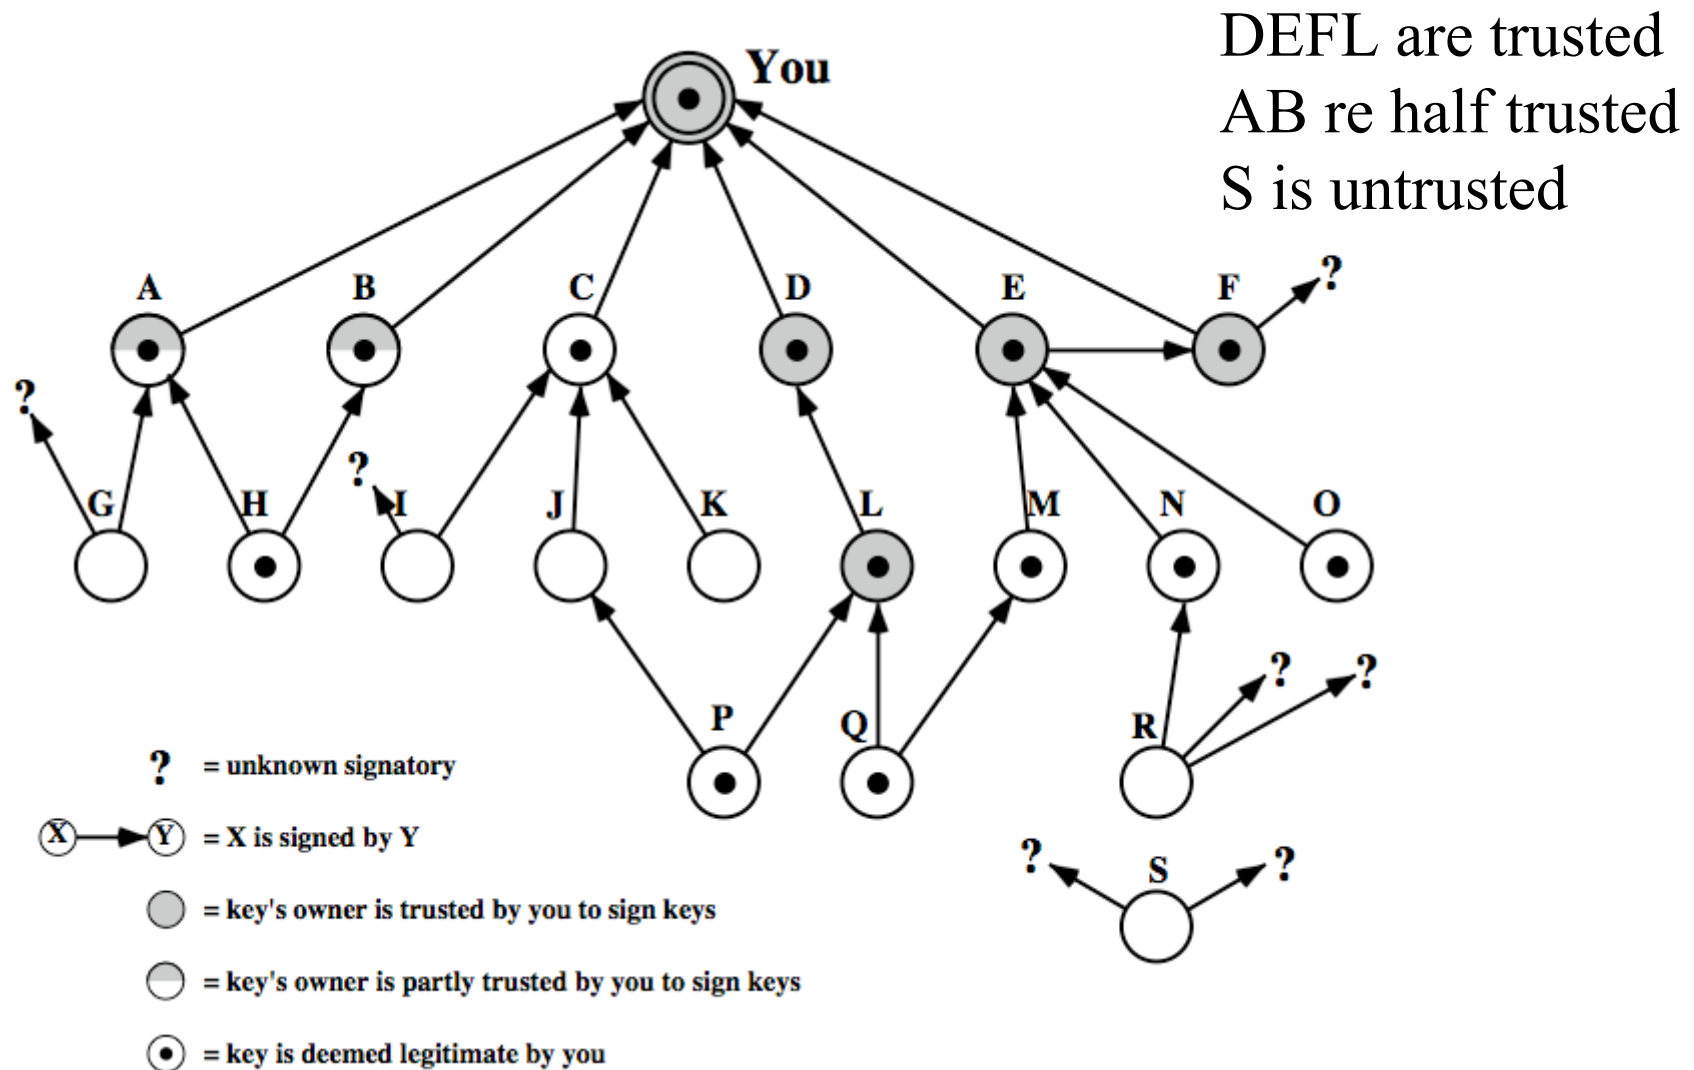 DEFL are trusted
AB re half trusted
S is untrusted
You
A B C D E F ?
?
?
G H I J K L M N O
P Q R ? ?
? = unknown signatory
X Y = X is signed by Y
? S ?
= key's owner is trusted by you to sign keys
= key's owner is partly trusted by you to sign keys
= key is deemed legitimate by you